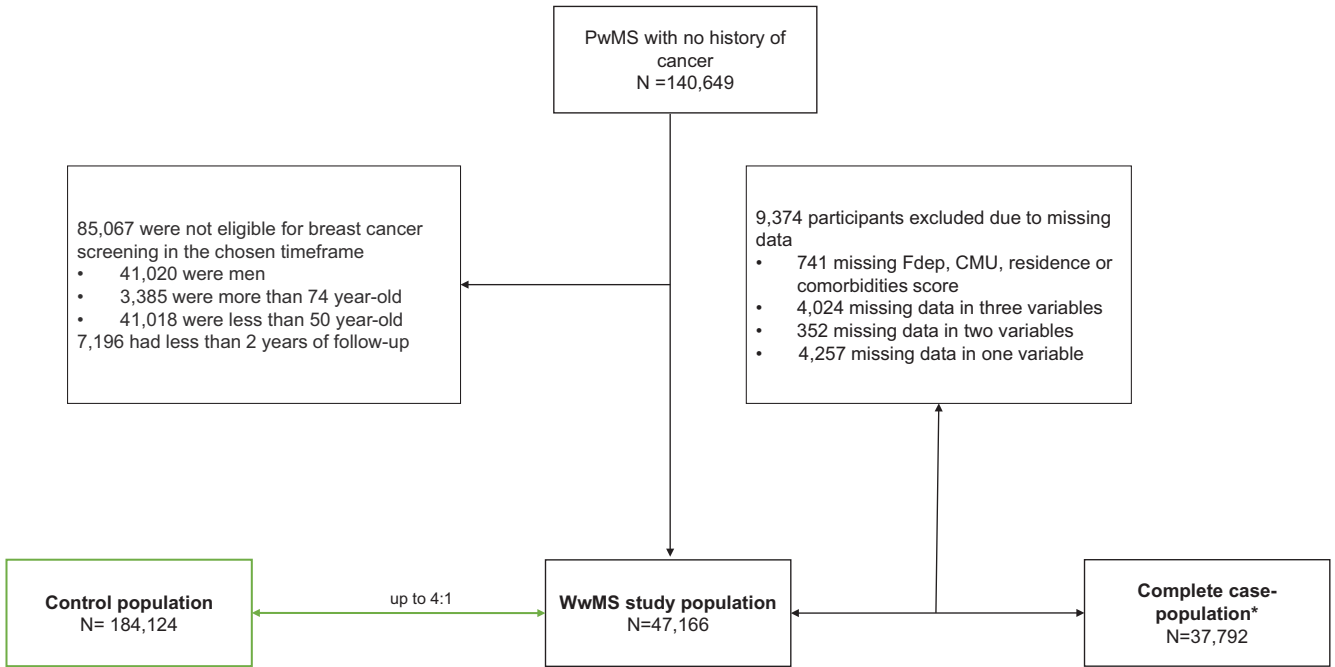 PwMS with no history of
cancer
N =140,649
85,067 were not eligible for breast cancer
screening in the chosen timeframe
• 41,020 were men
• 3,385 were more than 74 year-old
• 41,018 were less than 50 year-old
7,196 had less than 2 years of follow-up
9,374 participants excluded due to missing
data
• 741 missing Fdep, CMU, residence or
comorbidities score
• 4,024 missing data in three variables
• 352 missing data in two variables
• 4,257 missing data in one variable
Control population
N= 184,124
up to 4:1
WwMS study population
N=47,166
Complete case-
population*
N=37,792